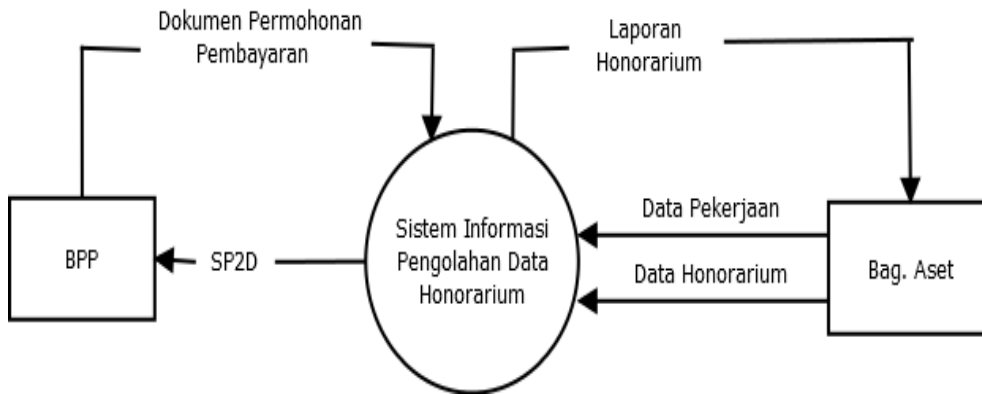 Dokumen Permohonan
Pembayaran
Laporan
Honorarium
BPP
SP2D
Sistem Informasi
Pengolahan Data
Honorarium
Data Pekerjaan
Data Honorarium
Bag. Aset